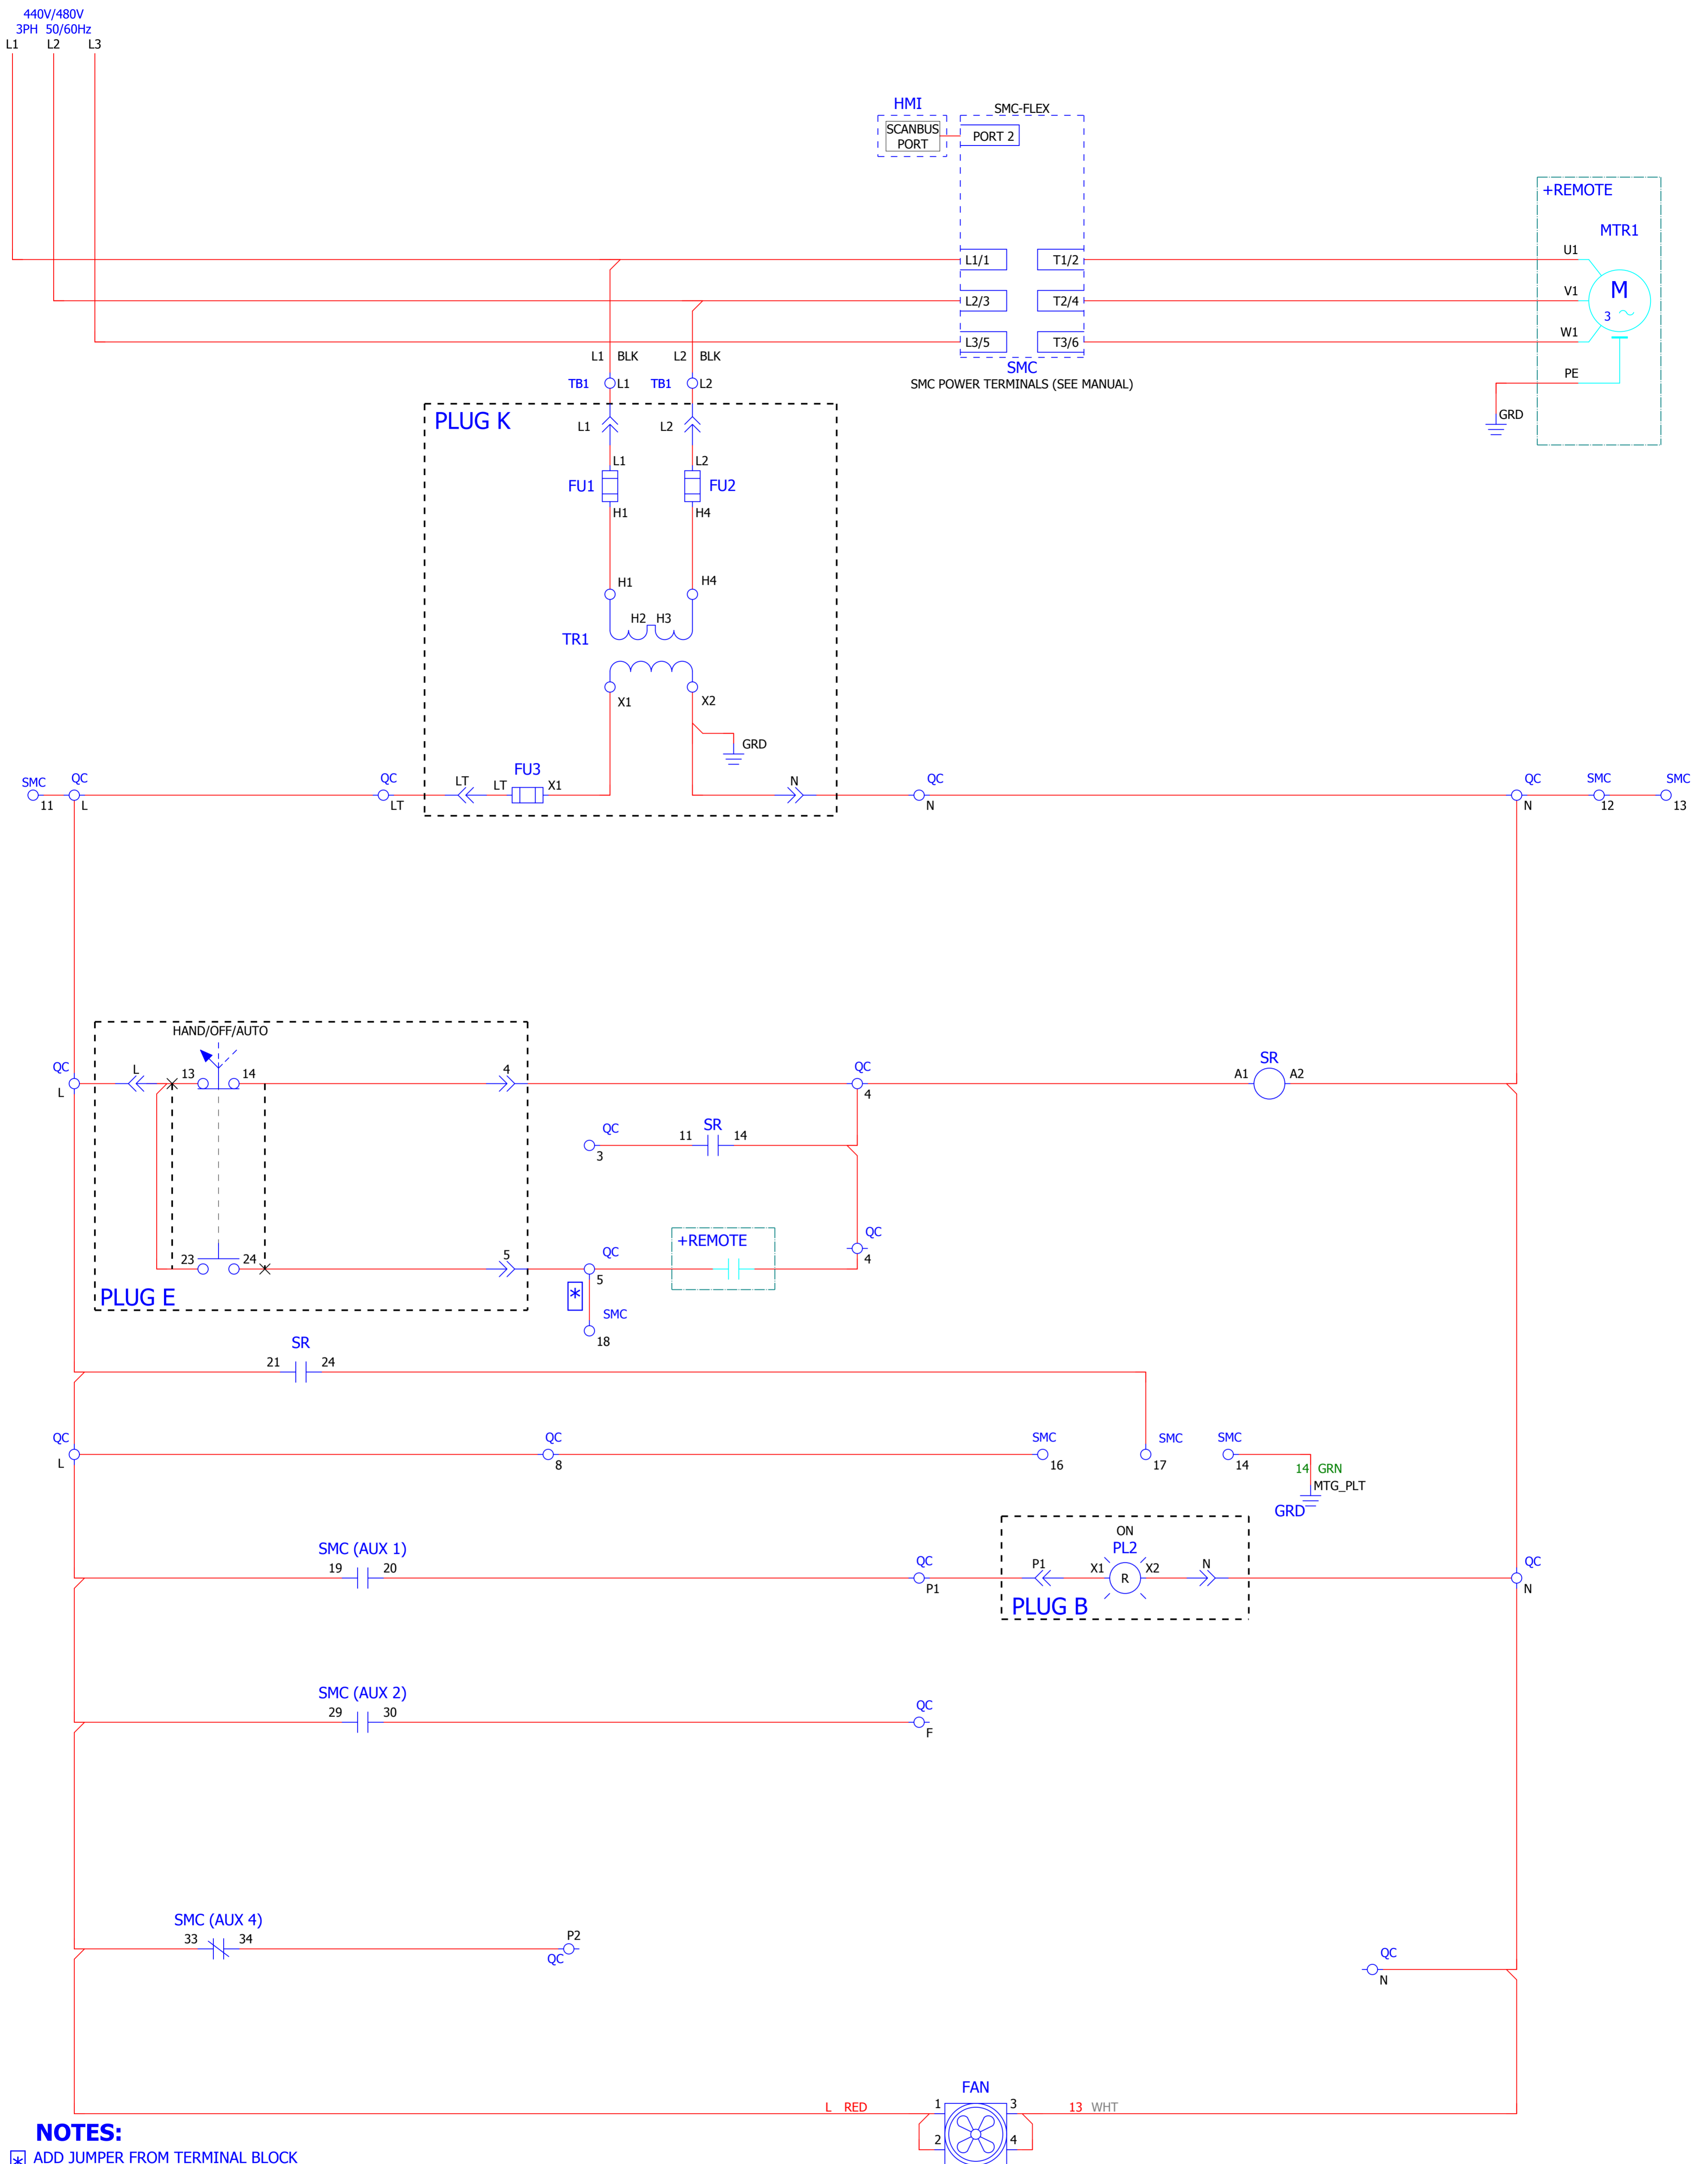 440V/480V
3PH 50/60Hz
L1 L2 L3
HMI
SMC-FLEX
SCANBUS
PORT
PORT 2
+REMOTE
MTR1
L1/1 T1/2 U1
L2/3 T2/4 V1
M
3
L3/5 T3/6 W1
L1 BLK L2 BLK
SMC
SMC POWER TERMINALS (SEE MANUAL)
PE
TB1 L1 TB1 L2
GRD
PLUG K
L1 L2
L1 L2
FU1 FU2
H1 H4
H1 H4
H2 H3
TR1
X1 X2
GRD
SMC QC QC LT LT FU3 X1 N QC QC SMC SMC
11 L LT N N 12 13
HAND/OFF/AUTO
QC L 13 14 4 QC A1 SR A2
L 4
QC 11 SR 14
3
+REMOTE QC
23 24 5 QC 4
5
PLUG E
*
SMC
18
SR
21 24
QC QC SMC SMC SMC
L 8 16 17 14
14 GRN
MTG_PLT
GRD
ON
SMC (AUX 1) PL2
19 20 QC P1 X1 R X2 N QC
P1 N
PLUG B
SMC (AUX 2)
29 30 QC
F
SMC (AUX 4)
33 34 P2
QC
QC
N
FAN
L RED 1 3 13 WHT
2 4
NOTES:
* ADD JUMPER FROM TERMINAL BLOCK